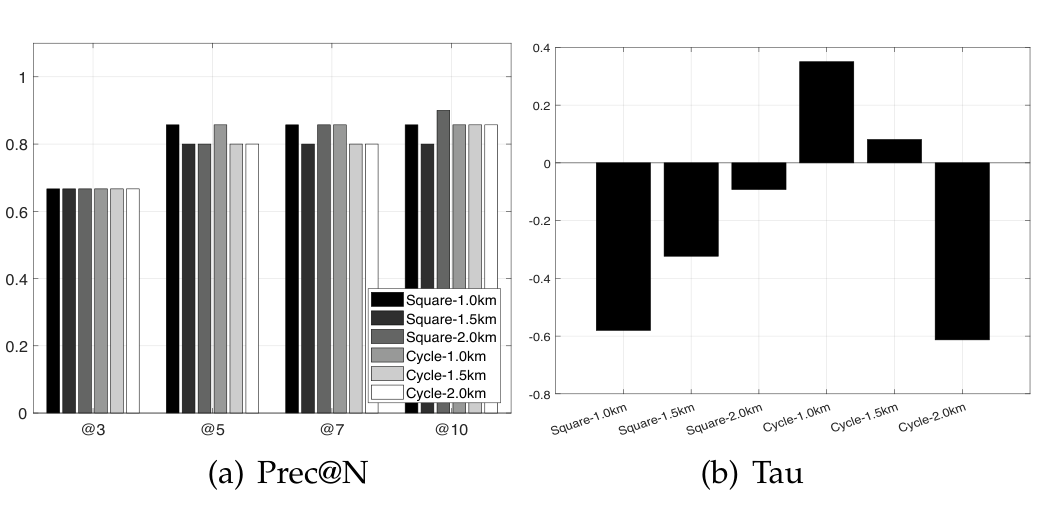 1
0.8
0.6
0.4
0.2
0
@3
@5
@7
@10
Square-1.0km
Square-1.5km
Square-2.0km
Cycle-1.0km
Cycle-1.5km
Cycle-2.0km
(a) Prec@N
0.4
0.2
0
-0.2
-0.4
-0.6
-0.8
Square-1.0km
Square-1.5km
Square-2.0km
Cycle-1.0km
Cycle-1.5km
Cycle-2.0km
(b) Tau